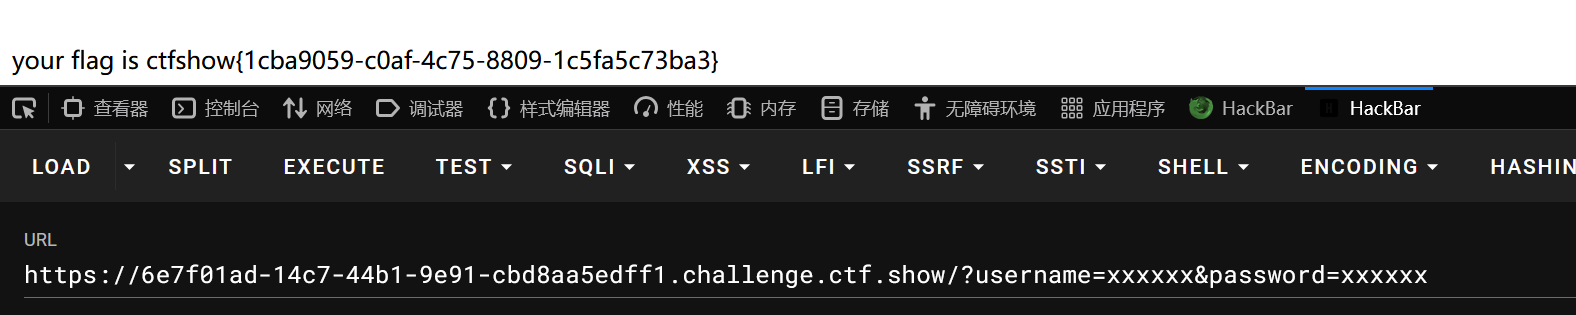 your flag is ctfshow{1cba9059-c0af-4c75-8809-1c5fa5c73ba3}
查看器 控制台 网络 调试器 样式编辑器 性能 内存 存储 无障碍环境 应用程序 HackBar HackBar
LOAD SPLIT EXECUTE TEST SQLI XSS LFI SSRF SSTI SHELL ENCODING HASHIN
URL
https://6e7f01ad-14c7-44b1-9e91-cbd8aa5edff1.challenge.ctf.show/?username=xxxxxx&password=xxxxxx